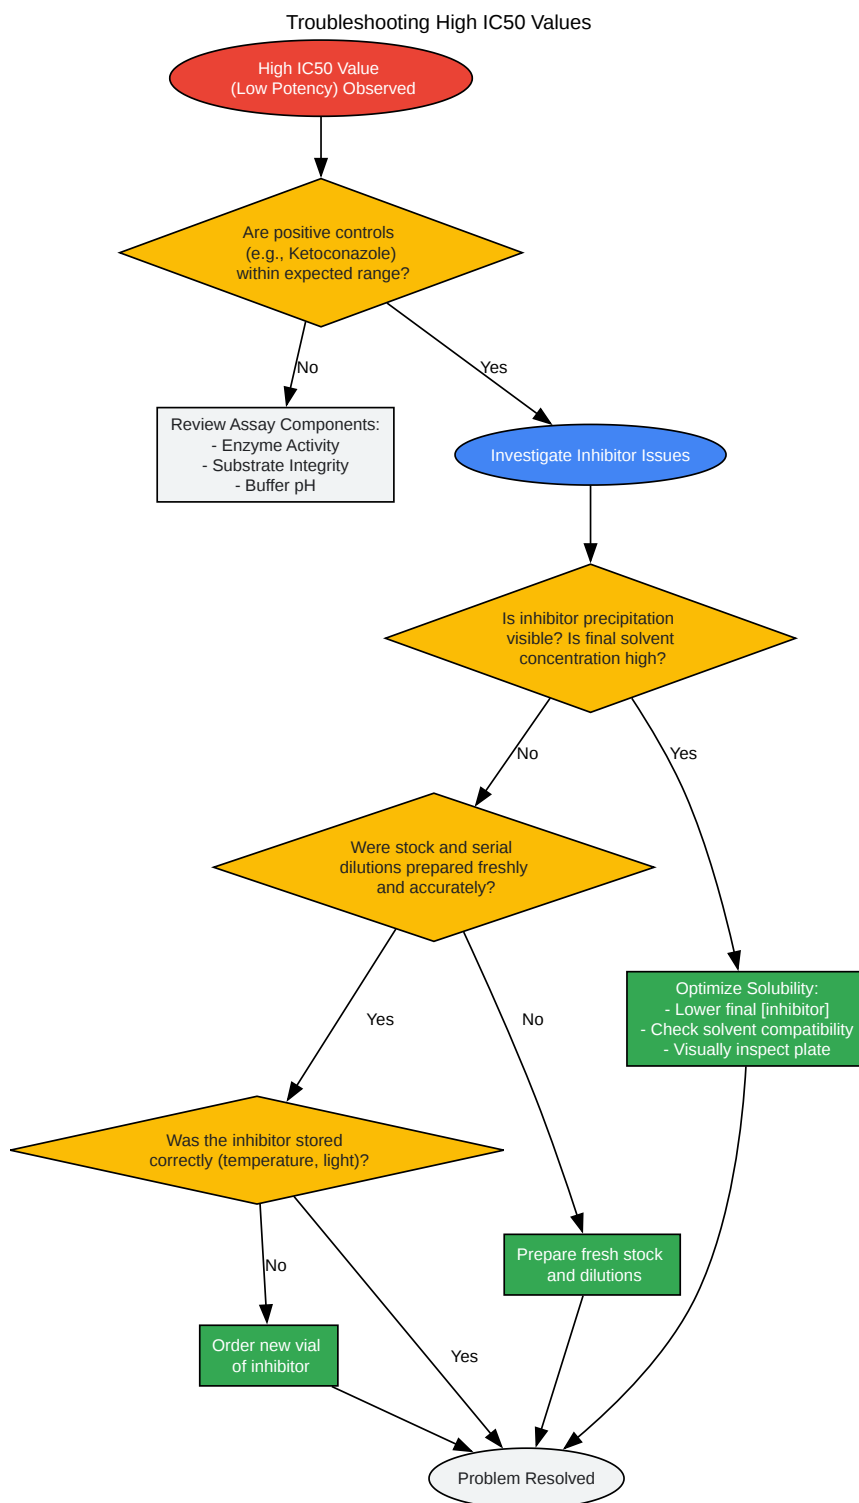 Troubleshooting High IC50 Values
High IC50 Value
(Low Potency) Observed
Are positive controls
(e.g., Ketoconazole)
within expected range?
No
Yes
Review Assay Components:
- Enzyme Activity
- Substrate Integrity
- Buffer pH
Investigate Inhibitor Issues
Is inhibitor precipitation
visible? Is final solvent
concentration high?
No
Yes
Were stock and serial
dilutions prepared freshly
and accurately?
Optimize Solubility:
- Lower final [inhibitor]
- Check solvent compatibility
- Visually inspect plate
Yes
No
Was the inhibitor stored
correctly (temperature, light)?
Prepare fresh stock
and dilutions
No
Yes
Order new vial
of inhibitor
Problem Resolved